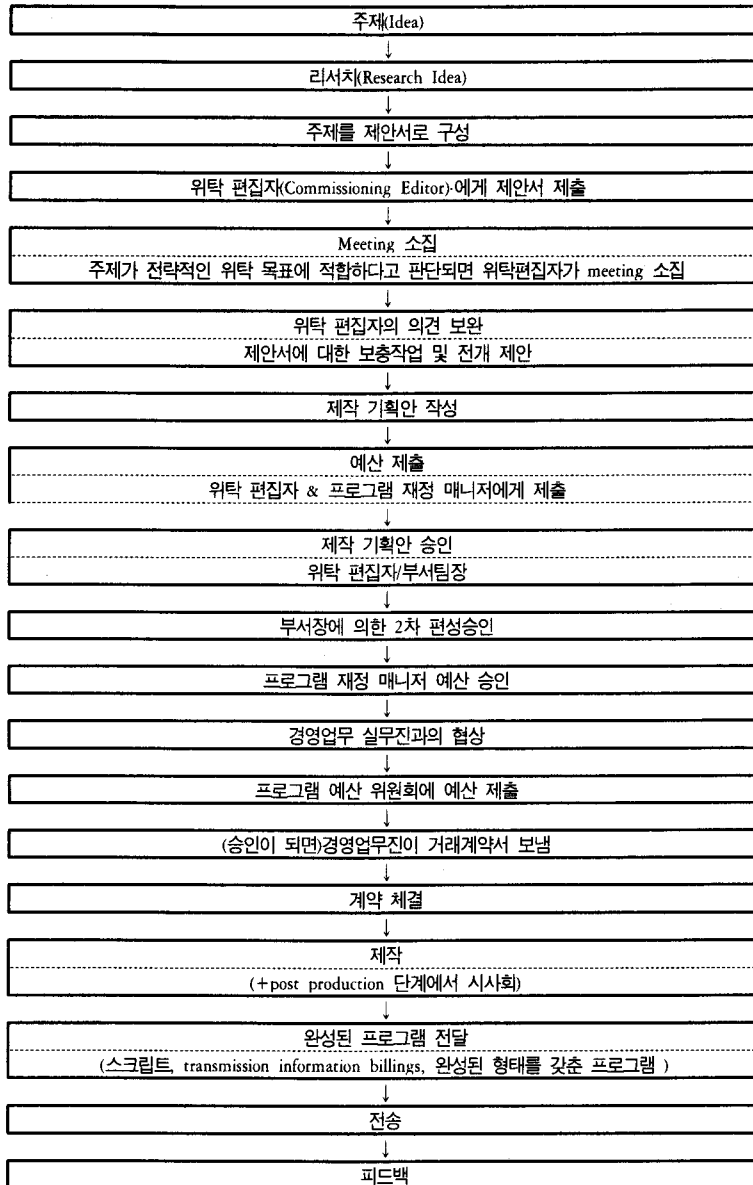 주제(Idea)
↓
리서치(Research Idea)
↓
주제를 제안서로 구성
↓
위탁 편집자(Commissioning Editor)·에게 제안서 제출
↓
Meeting 소집
주제가 전략적인 위탁 목표에 적합하다고 판단되면 위탁편집자가 meeting 소집
↓
위탁 편집자의 의견 보완
제안서에 대한 보충작업 및 전개 제안
↓
제작 기획안 작성
↓
예산 제출
위탁 편집자 & 프로그램 재정 매니저에게 제출
↓
제작 기획안 승인
위탁 편집자/부서팀장
↓
부서장에 의한 2차 편성승인
↓
프로그램 재정 매니저 예산 승인
↓
경영업무 실무진과의 협상
↓
프로그램 예산 위원회에 예산 제출
↓
(승인이 되면)경영업무진이 거래계약서 보냄
↓
계약 체결
↓
제작
(+post production 단계에서 시사회)
↓
완성된 프로그램 전달
(스크립트, transmission information billings, 완성된 형태를 갖춘 프로그램 )
↓
전송
↓
피드백